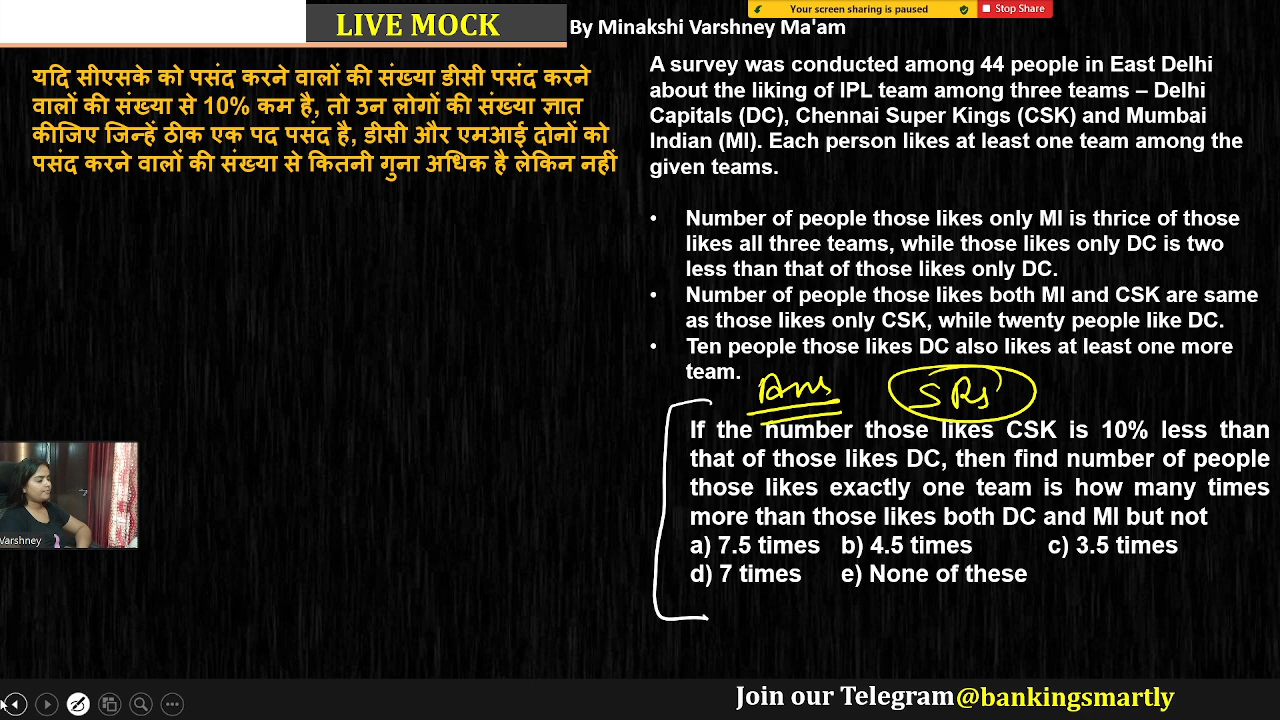 LIVE MOCK
By Minakshi Varshney Ma'am
Your screen sharing is paused
Stop Share
यदि सीएसके को पसंद करने वालों की संख्या डीसी पसंद करने
वालों की संख्या से 10% कम है, तो उन लोगों की संख्या ज्ञात
कीजिए जिन्हें ठीक एक पद पसंद है, डीसी और एमआई दोनों को
पसंद करने वालों की संख्या से कितनी गुना अधिक है लेकिन नहीं
A survey was conducted among 44 people in East Delhi
about the liking of IPL team among three teams – Delhi
Capitals (DC), Chennai Super Kings (CSK) and Mumbai
Indian (MI). Each person likes at least one team among the
given teams.
• Number of people those likes only MI is thrice of those
likes all three teams, while those likes only DC is two
less than that of those likes only DC.
• Number of people those likes both MI and CSK are same
as those likes only CSK, while twenty people like DC.
• Ten people those likes DC also likes at least one more
team.
Ans
If the number those likes CSK is 10% less than
that of those likes DC, then find number of people
those likes exactly one team is how many times
more than those likes both DC and MI but not
a) 7.5 times b) 4.5 times c) 3.5 times
d) 7 times e) None of these
Varshney
Join our Telegram @bankingsmartly